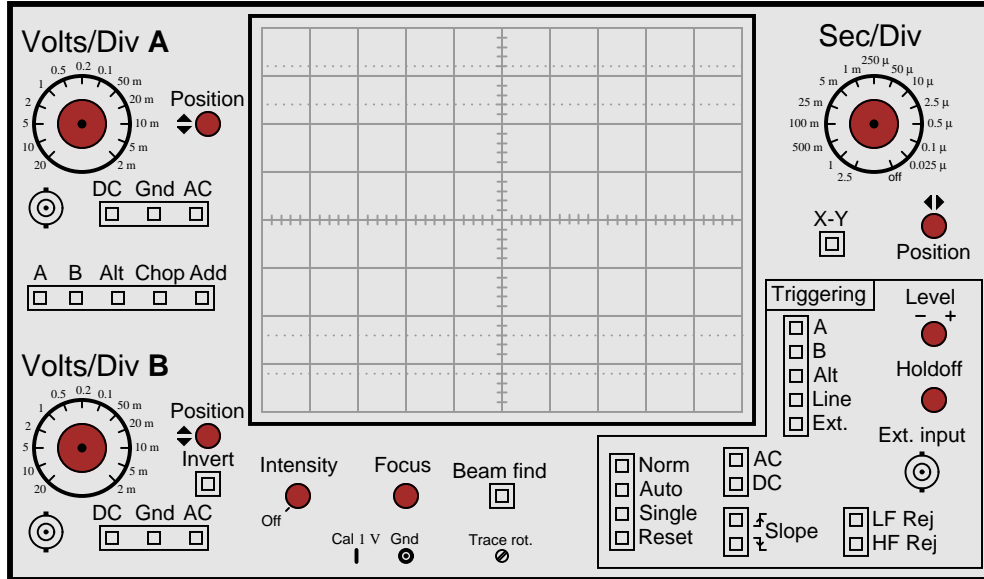 Volts/Div A
0.5 0.2 0.1
1 50 m
2 20 m
5 10 m
10 5 m
20 2 m
Position
DC Gnd AC
A B Alt Chop Add
Volts/Div B
0.5 0.2 0.1
1 50 m
2 20 m
5 10 m
10 5 m
20 2 m
Position
Invert
DC Gnd AC
Intensity
Off
Focus
Beam find
Cal 1 V Gnd
Trace rot.
Sec/Div
250 µ
1 m 50 µ
5 m 10 µ
25 m 2.5 µ
100 m 0.5 µ
500 m 0.1 µ
1 0.025 µ
2.5 off
X-Y
Position
Triggering
A
B
Alt
Line
Ext.
Level
− +
Holdoff
Ext. input
Norm
Auto
Single
Reset
AC
DC
Slope
LF Rej
HF Rej